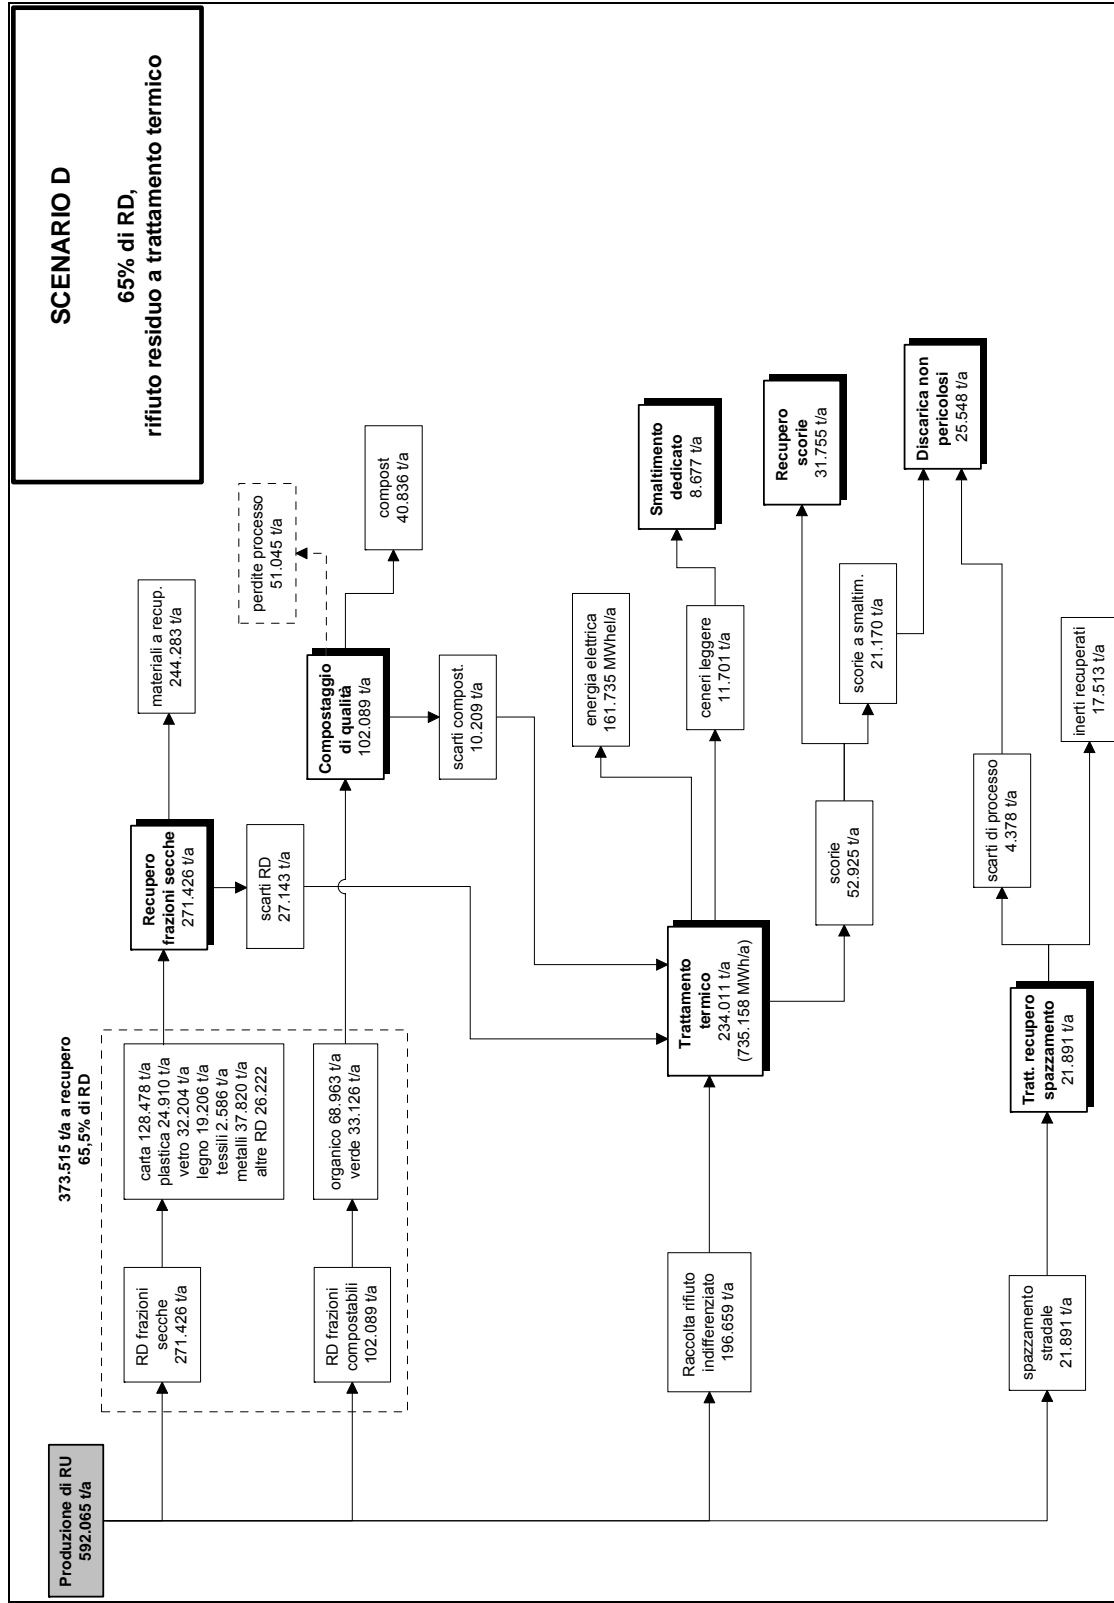 SCENARIO D
65% di RD,
rifiuto residuo a trattamento termico
Produzione di RU
592.065 t/a
373.515 t/a a recupero
65,5% di RD
RD frazioni
secche
271.426 t/a
carta 128.478 t/a
plastica 24.910 t/a
vetro 32.204 t/a
legno 19.206 t/a
tessili 2.586 t/a
metalli 37.820 t/a
altre RD 26.222
Recupero
frazioni secche
271.426 t/a
materiali a recup.
244.283 t/a
scarti RD
27.143 t/a
RD frazioni
compostabili
102.089 t/a
organico 68.963 t/a
verde 33.126 t/a
Compostaggio
di qualità
102.089 t/a
perdite processo
51.045 t/a
compost
40.836 t/a
scarti compost.
10.209 t/a
Raccolta rifiuto
indifferenziato
196.659 t/a
Trattamento
termico
234.011 t/a
(735.158 MWh/a)
energia elettrica
161.735 MWhel/a
ceneri leggere
11.701 t/a
Smaltimento
dedicato
8.677 t/a
scorie
52.925 t/a
Recupero
scorie
31.755 t/a
scorie a smaltim.
21.170 t/a
Discarica non
pericolosi
25.548 t/a
spazzamento
stradale
21.891 t/a
Tratt. recupero
spazzamento
21.891 t/a
scarti di processo
4.378 t/a
inerti recuperati
17.513 t/a